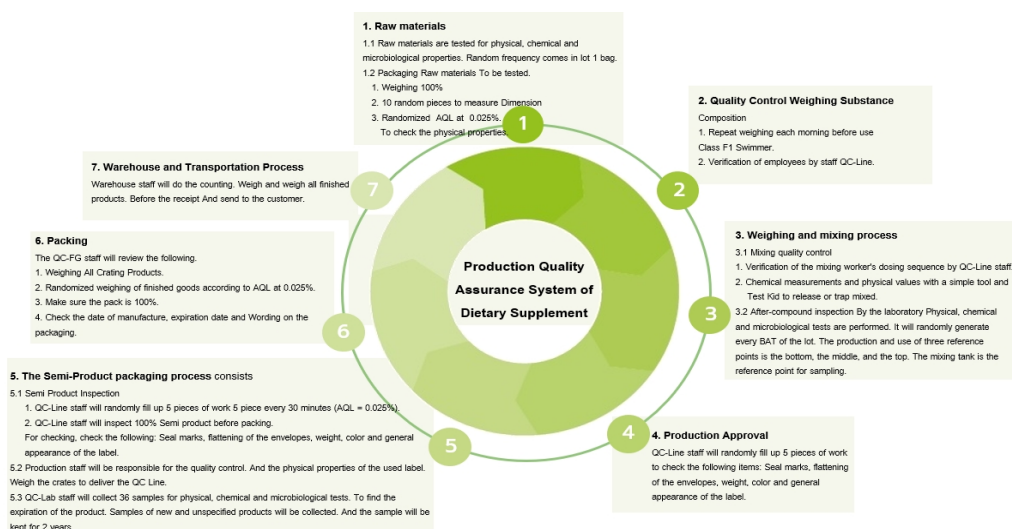 1. Raw materials
1.1 Raw materials are tested for physical, chemical and
microbiological properties. Random frequency comes in lot 1 bag.
1.2 Packaging Raw materials To be tested.
1. Weighing 100%
2. 10 random pieces to measure Dimension
3. Randomized AQL at 0.025%.
To check the physical properties.
1
2. Quality Control Weighing Substance
Composition
1. Repeat weighing each morning before use
Class F1 Swimmer.
2. Verification of employees by staff QC-Line.
2
3. Weighing and mixing process
3.1 Mixing quality control
1. Verification of the mixing worker's dosing sequence by QC-Line staff
2. Chemical measurements and physical values with a simple tool and
Test Kid to release or trap mixed.
3.2 After-compound inspection By the laboratory Physical, chemical
and microbiological tests are performed. It will randomly generate
every BAT of the lot. The production and use of three reference
points is the bottom, the middle, and the top. The mixing tank is the
reference point for sampling.
3
4. Production Approval
QC-Line staff will randomly fill up 5 pieces of work
to check the following items: Seal marks, flattening
of the envelopes, weight, color and general
appearance of the label.
4
5. The Semi-Product packaging process consists
5.1 Semi Product Inspection
1. QC-Line staff will randomly fill up 5 pieces of work 5 piece every 30 minutes (AQL = 0.025%).
2. QC-Line staff will inspect 100% Semi product before packing.
For checking, check the following: Seal marks, flattening of the envelopes, weight, color and general
appearance of the label.
5.2 Production staff will be responsible for the quality control. And the physical properties of the used label.
Weigh the crates to deliver the QC Line.
5.3 QC-Lab staff will collect 36 samples for physical, chemical and microbiological tests. To find the
expiration of the product. Samples of new and unspecified products will be collected. And the sample will be
kept for 2 years.
5
6. Packing
The QC-FG staff will review the following.
1. Weighing All Crating Products.
2. Randomized weighing of finished goods according to AQL at 0.025%.
3. Make sure the pack is 100%.
4. Check the date of manufacture, expiration date and Wording on the
packaging.
6
7. Warehouse and Transportation Process
Warehouse staff will do the counting. Weigh and weigh all finished
products. Before the receipt And send to the customer.
7
Production Quality
Assurance System of
Dietary Supplement